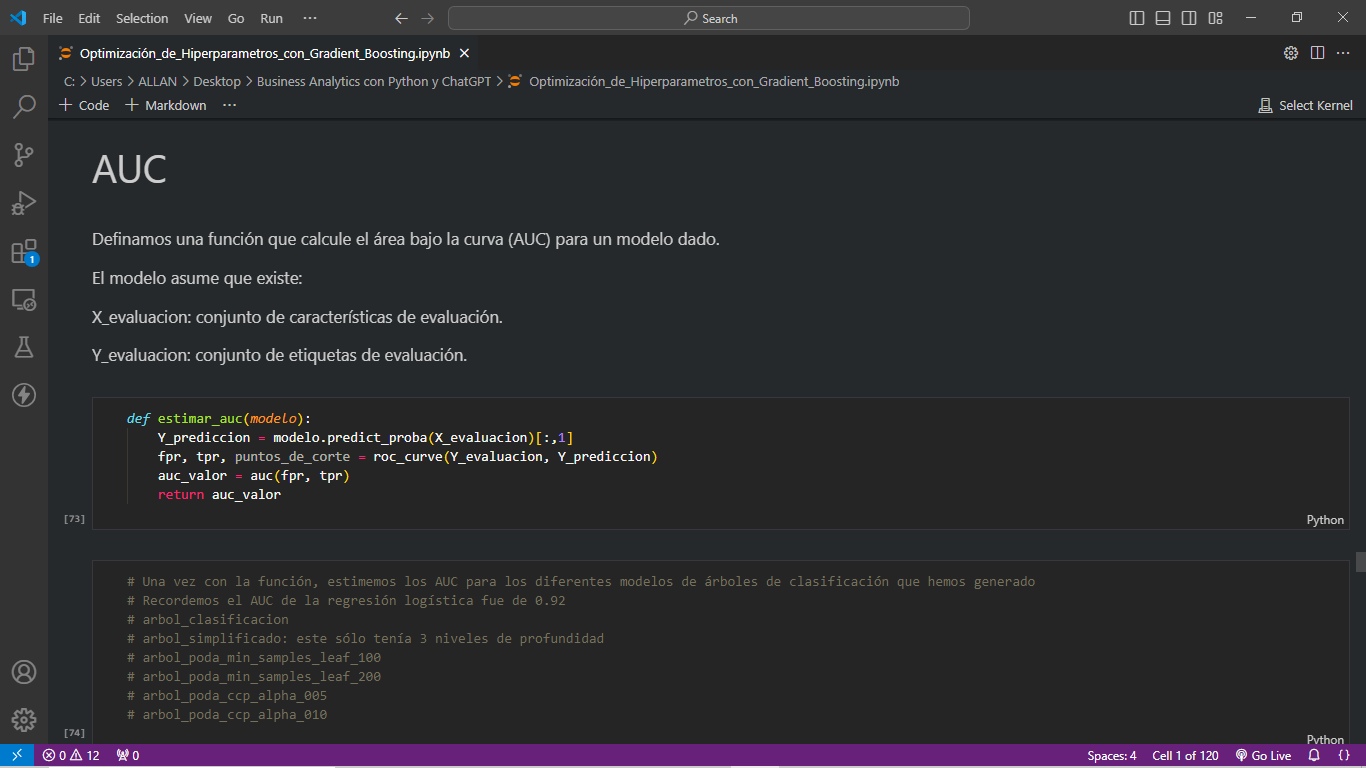 File Edit Selection View Go Run ··· Search
Optimización_de_Hiperparametros_con_Gradient_Boosting.ipynb
C: > Users > ALLAN > Desktop > Business Analytics con Python y ChatGPT > Optimización_de_Hiperparametros_con_Gradient_Boosting.ipynb
+ Code + Markdown ··· Select Kernel
AUC
Definamos una función que calcule el área bajo la curva (AUC) para un modelo dado.
El modelo asume que existe:
X_evaluacion: conjunto de características de evaluación.
Y_evaluacion: conjunto de etiquetas de evaluación.
def estimar_auc(modelo):
    Y_prediccion = modelo.predict_proba(X_evaluacion)[:,1]
    fpr, tpr, puntos_de_corte = roc_curve(Y_evaluacion, Y_prediccion)
    auc_valor = auc(fpr, tpr)
    return auc_valor
[73] Python
# Una vez con la función, estimemos los AUC para los diferentes modelos de árboles de clasificación que hemos generado
# Recordemos el AUC de la regresión logística fue de 0.92
# arbol_clasificacion
# arbol_simplificado: este sólo tenía 3 niveles de profundidad
# arbol_poda_min_samples_leaf_100
# arbol_poda_min_samples_leaf_200
# arbol_poda_ccp_alpha_005
# arbol_poda_ccp_alpha_010
[74] Python
1
0 12 0 Spaces: 4 Cell 1 of 120 Go Live {}